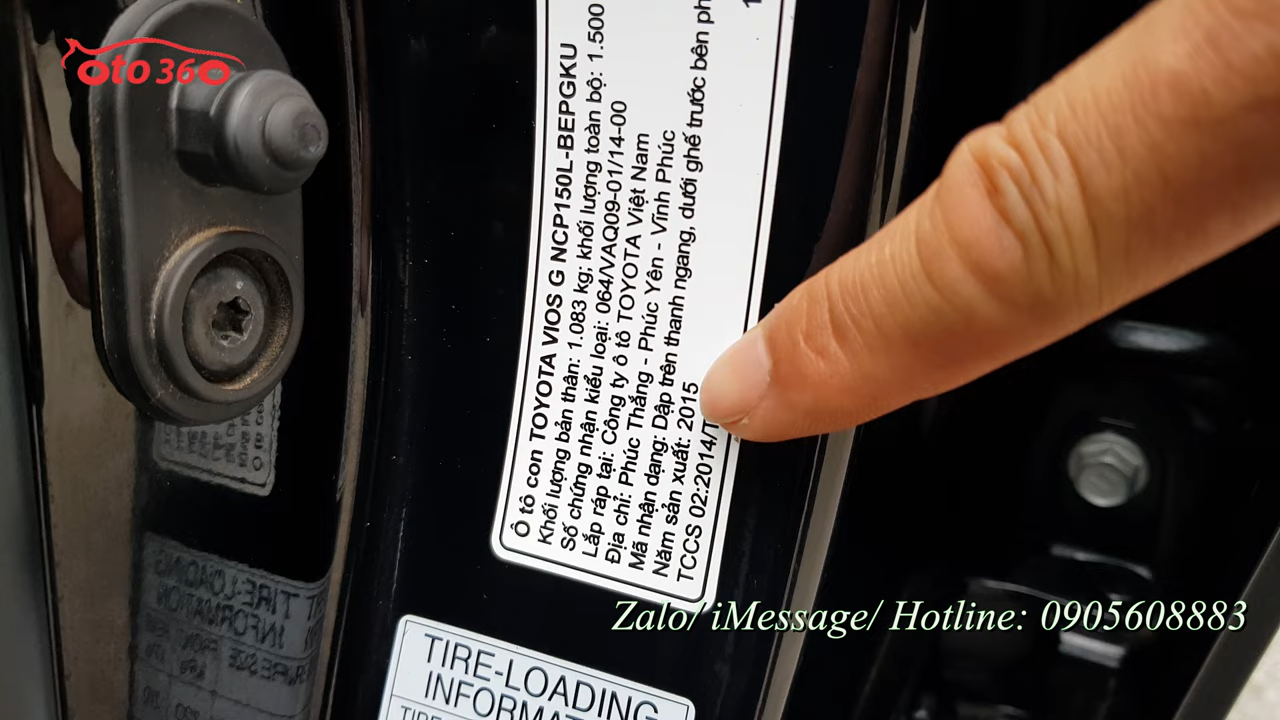 oto360
Ô tô con TOYOTA VIOS G NCP150L-BEPGKU
Khối lượng bản thân: 1.083 kg; khối lượng toàn bộ: 1.500
Số chứng nhận kiểu loại: 064/VAQ09-01/14-00
Lắp ráp tại: Công ty ô tô TOYOTA Việt Nam
Địa chỉ: Phúc Thắng - Phúc Yên - Vĩnh Phúc
Mã nhận dạng: Dập trên thanh ngang, dưới ghế trước bên ph
Năm sản xuất: 2015
TCCS 02:2014/T
TIRE-LOADING
Zalo/ iMessage/ Hotline: 0905608883